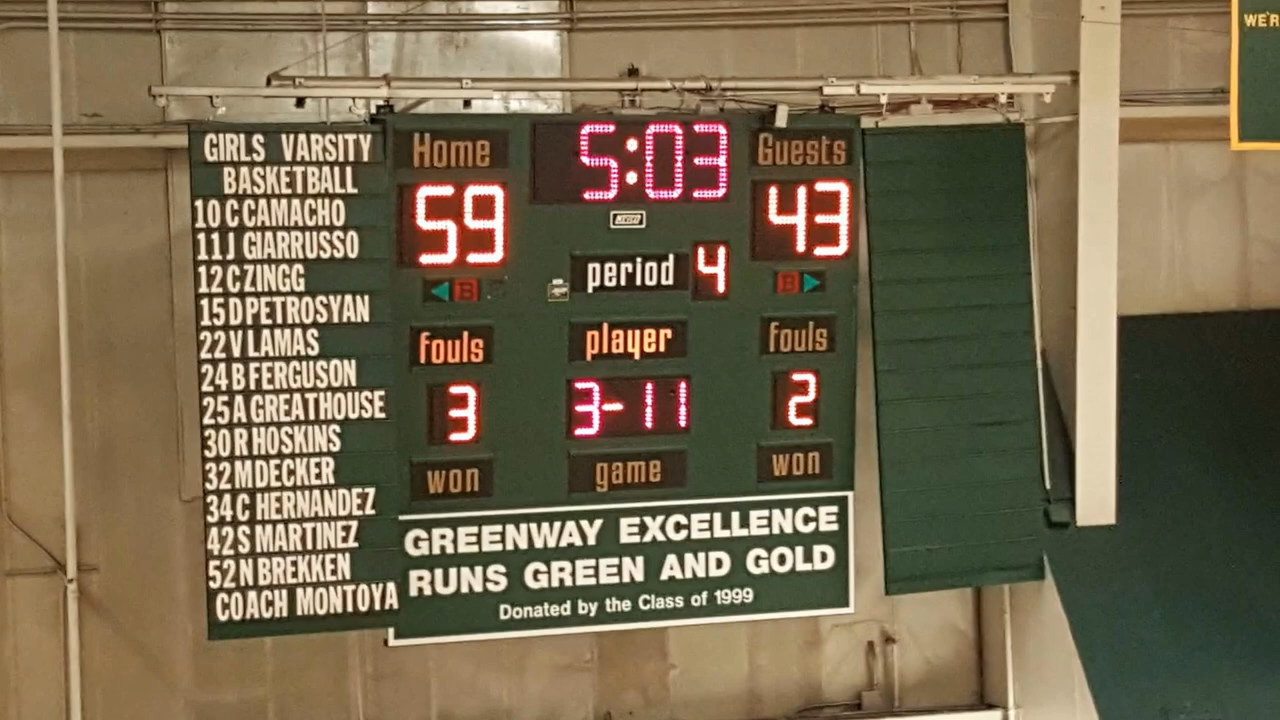 WE'R
GIRLS VARSITY
BASKETBALL
10 C CAMACHO
11 J GIARRUSSO
12 C ZINGG
15 D PETROSYAN
22 V LAMAS
24 B FERGUSON
25 A GREATHOUSE
30 R HOSKINS
32 M DECKER
34 C HERNANDEZ
42 S MARTINEZ
52 N BREKKEN
COACH MONTOYA
Home 5:03 Guests
59 43
period 4
B B
fouls player fouls
3 3-11 2
won game won
GREENWAY EXCELLENCE
RUNS GREEN AND GOLD
Donated by the Class of 1999